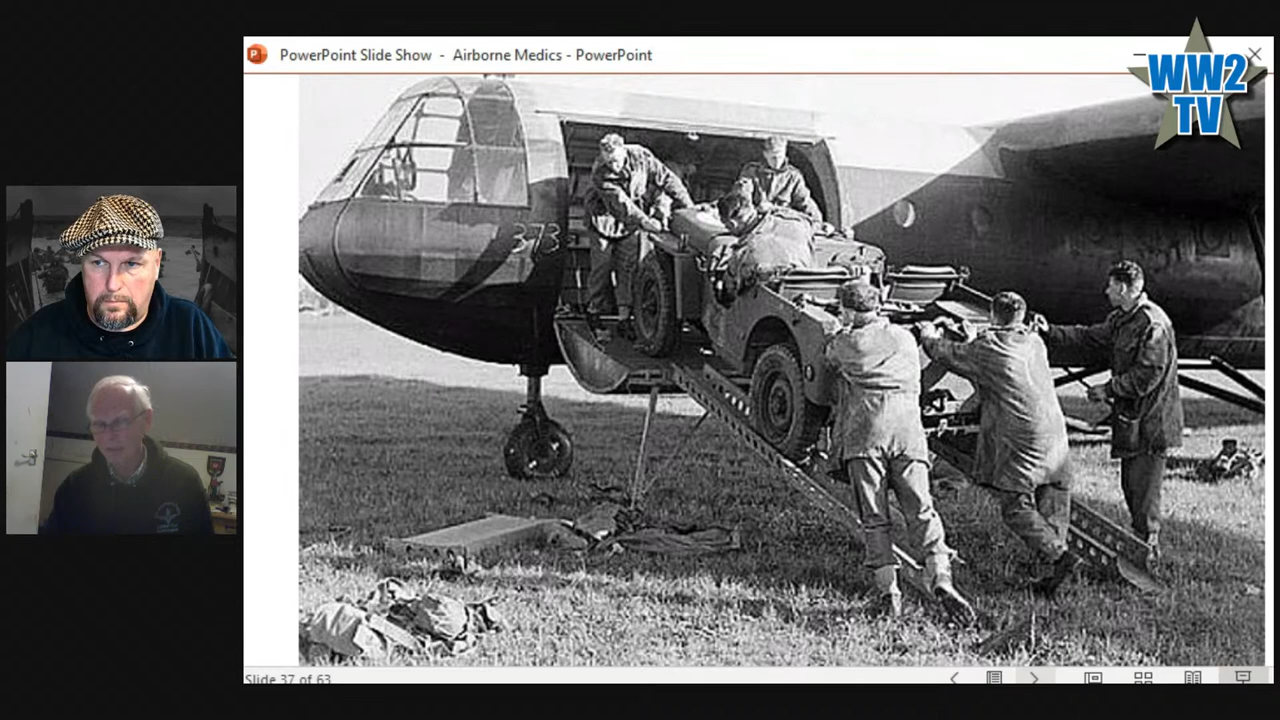 PowerPoint Slide Show - Airborne Medics - PowerPoint
WW2
TV
373
Slide 37 of 63